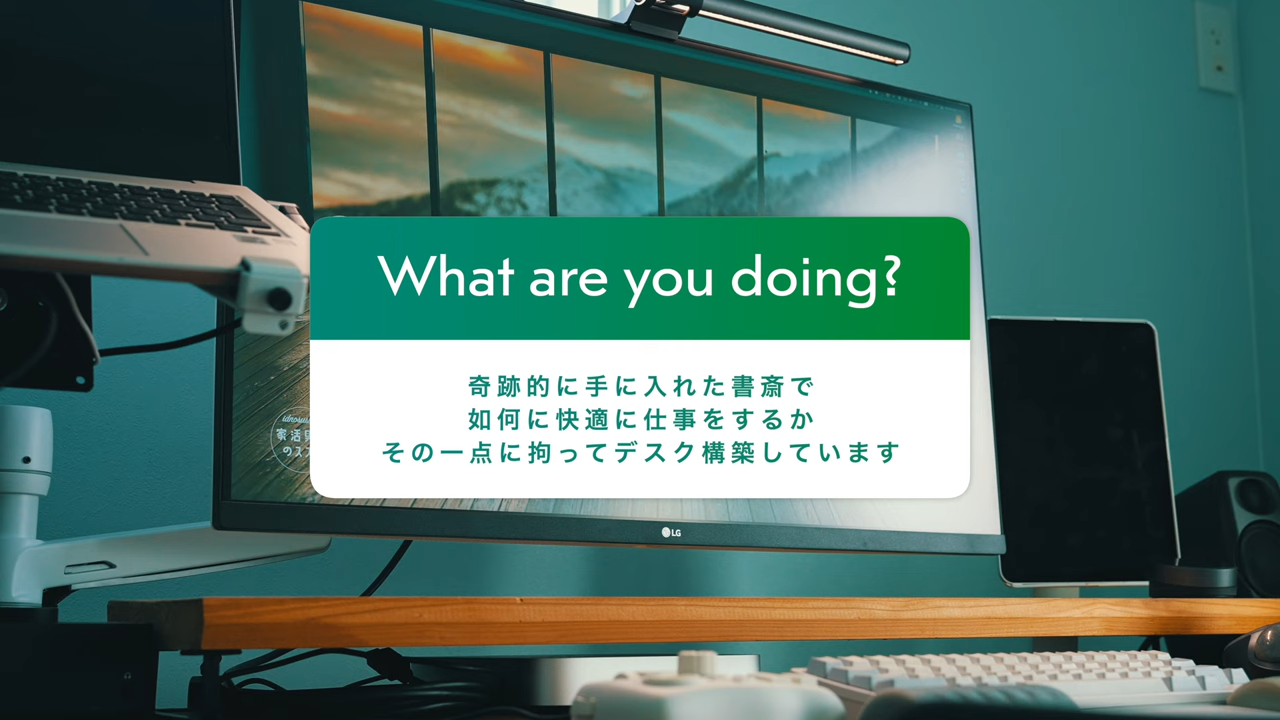 What are you doing?
奇跡的に手に入れた書斎で
如何に快適に仕事をするか
その一点に拘ってデスク構築しています
LG